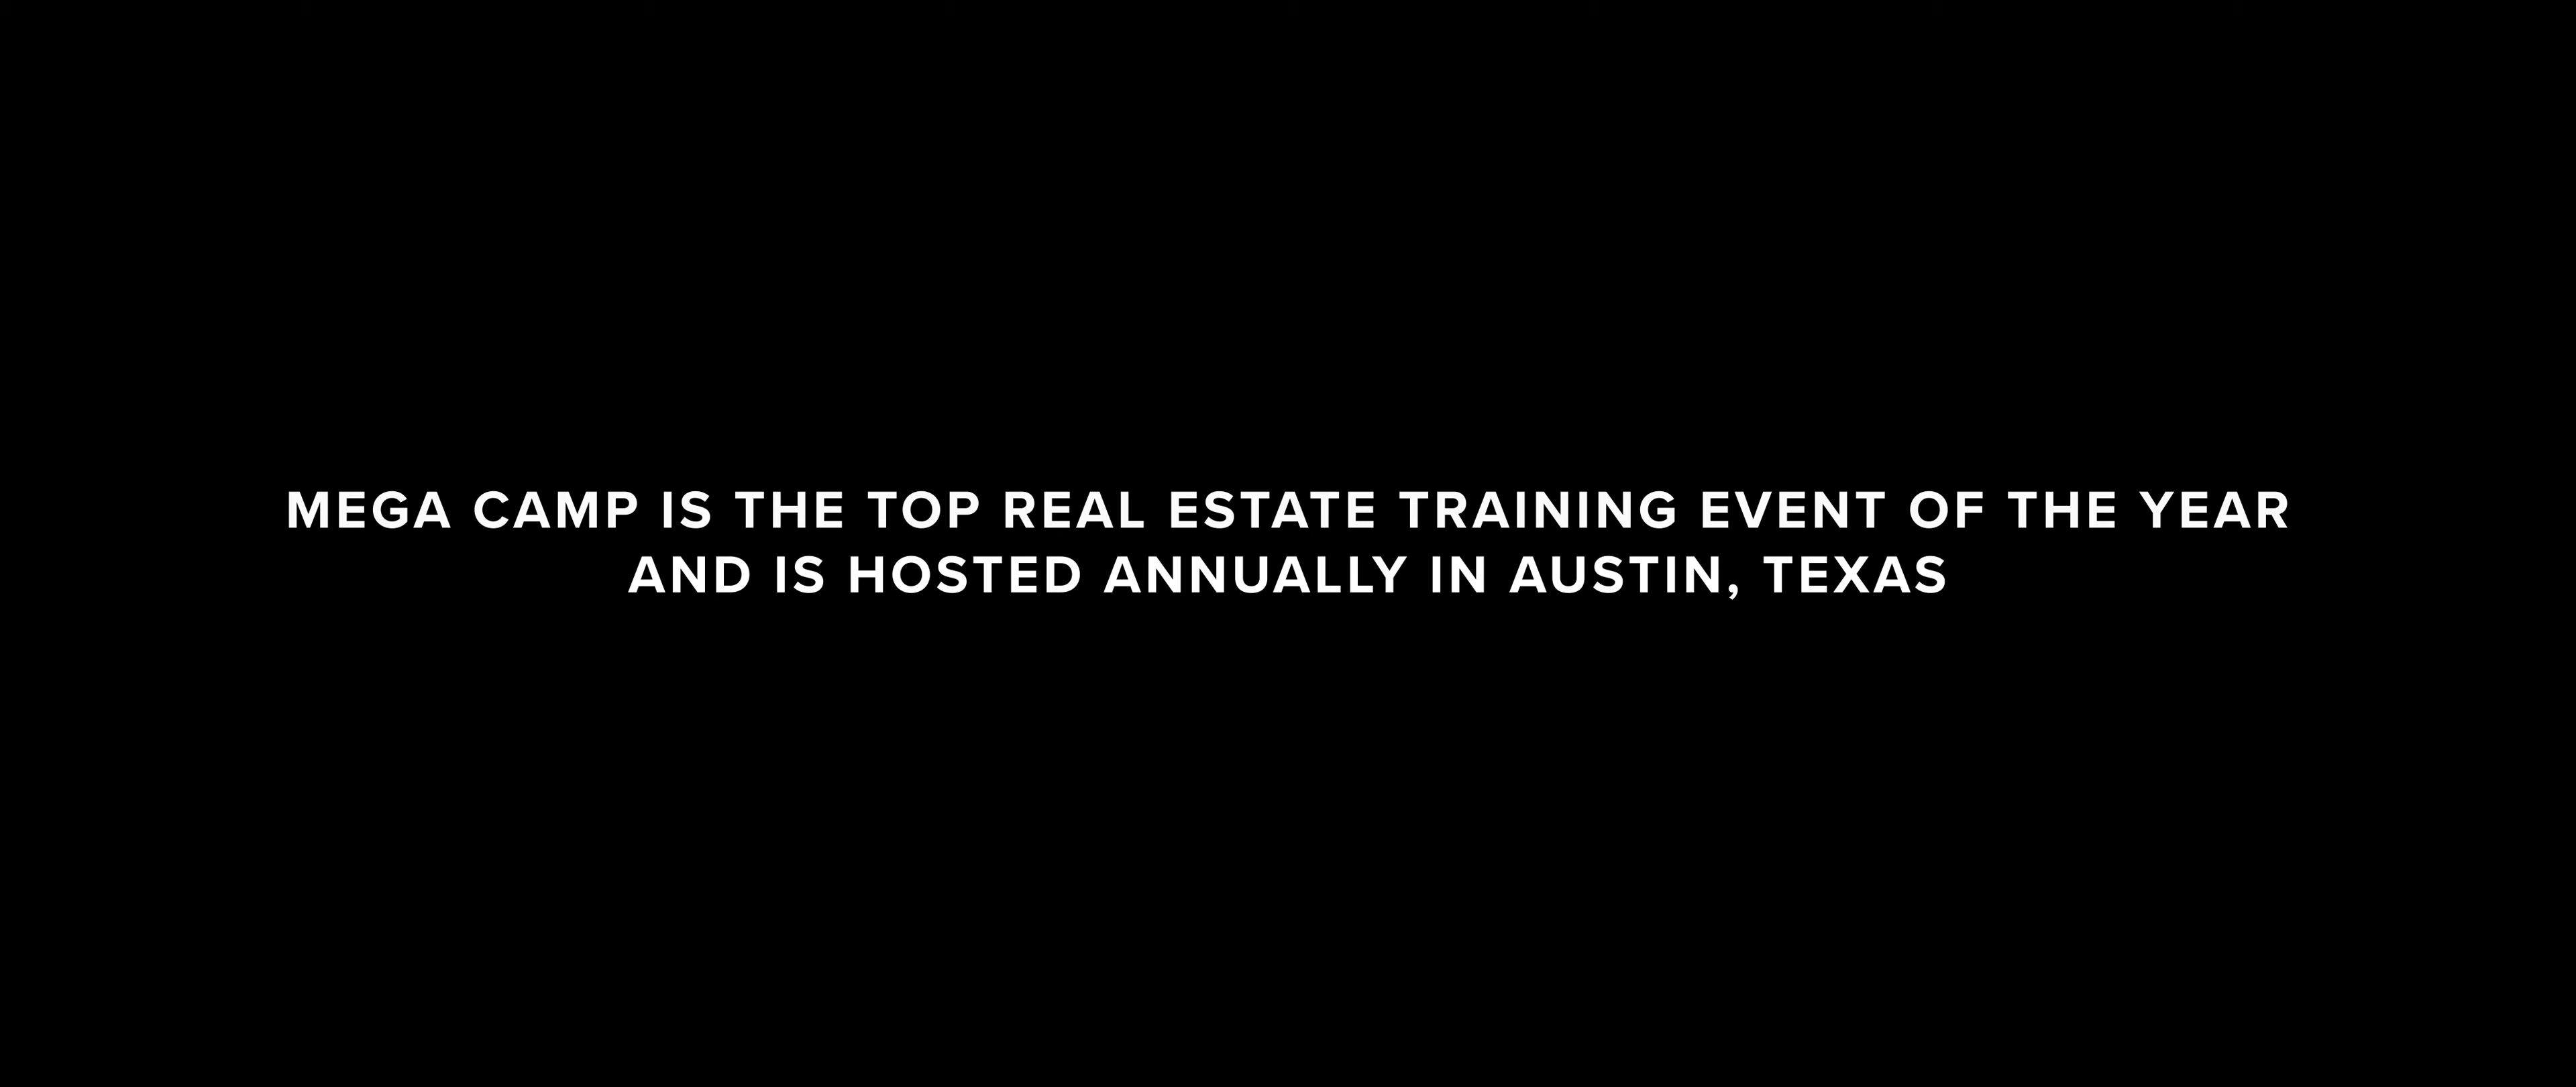 MEGA CAMP IS THE TOP REAL ESTATE TRAINING EVENT OF THE YEAR
AND IS HOSTED ANNUALLY IN AUSTIN, TEXAS